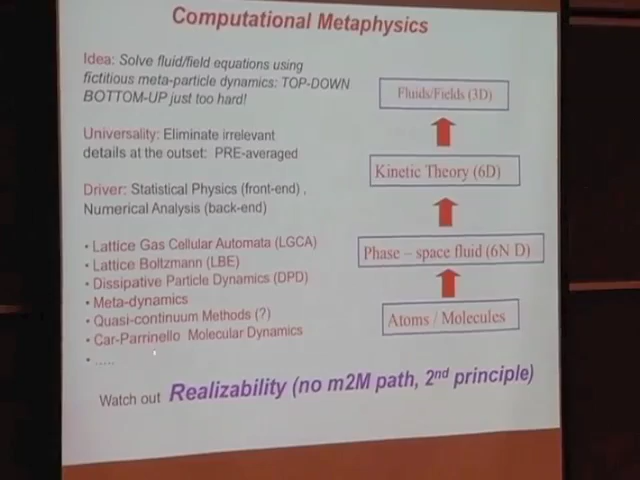 Computational Metaphysics
Idea: Solve fluid/field equations using
fictitious meta-particle dynamics: TOP-DOWN
BOTTOM-UP just too hard!
Universality: Eliminate irrelevant
details at the outset: PRE-averaged
Driver: Statistical Physics (front-end) ,
Numerical Analysis (back-end)
• Lattice Gas Cellular Automata (LGCA)
• Lattice Boltzmann (LBE)
• Dissipative Particle Dynamics (DPD)
• Meta-dynamics
• Quasi-continuum Methods (?)
• Car-Parrinello Molecular Dynamics
• .....
Fluids/Fields (3D)
Kinetic Theory (6D)
Phase – space fluid (6N D)
Atoms / Molecules
Watch out Realizability (no m2M path, 2nd principle)